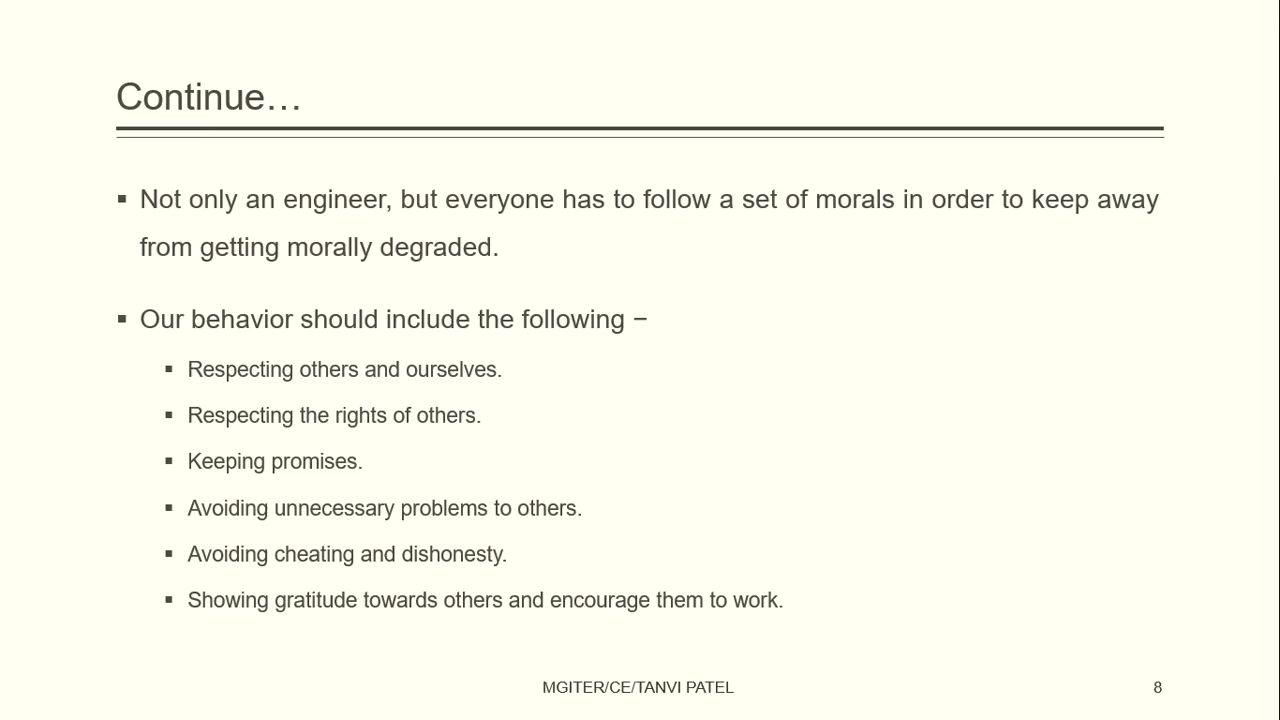 Continue…
▪ Not only an engineer, but everyone has to follow a set of morals in order to keep away
from getting morally degraded.
▪ Our behavior should include the following −
▪ Respecting others and ourselves.
▪ Respecting the rights of others.
▪ Keeping promises.
▪ Avoiding unnecessary problems to others.
▪ Avoiding cheating and dishonesty.
▪ Showing gratitude towards others and encourage them to work.
MGITER/CE/TANVI PATEL
8